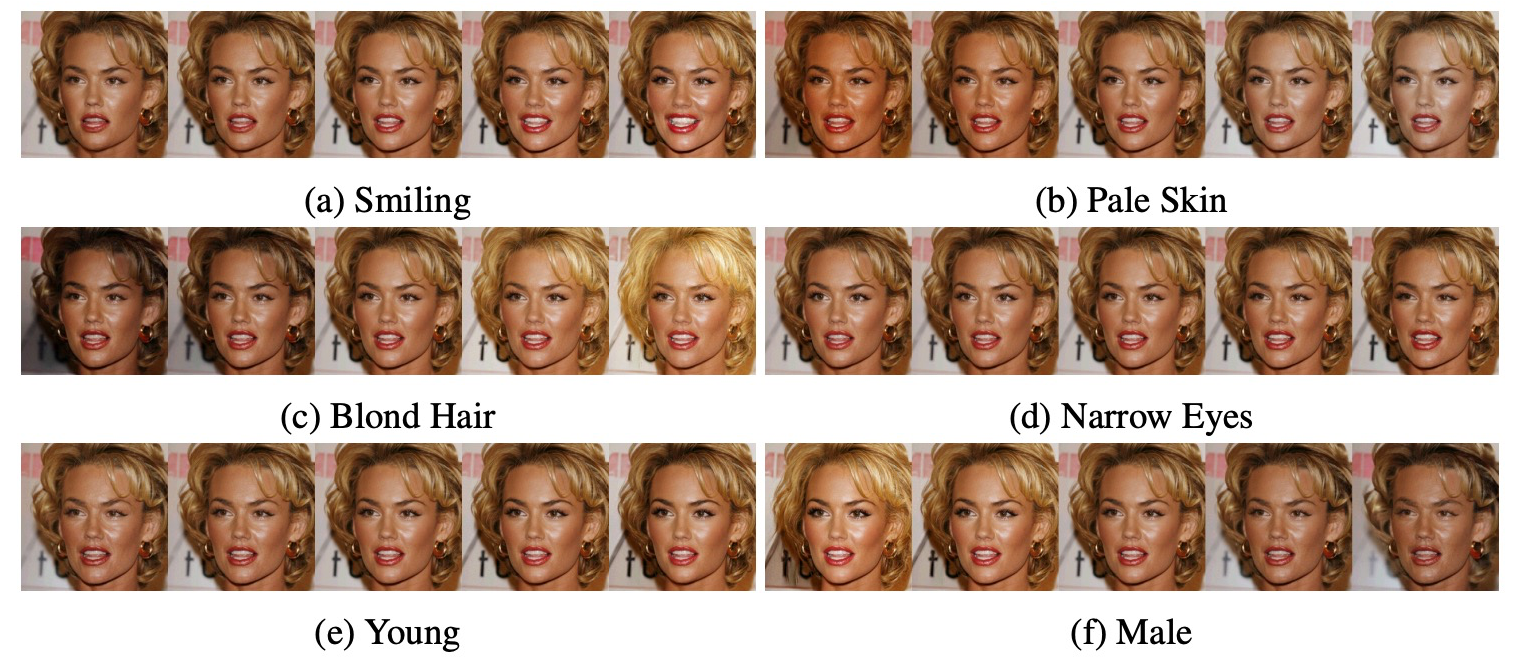 (a) Smiling
(b) Pale Skin
(c) Blond Hair
(d) Narrow Eyes
(e) Young
(f) Male